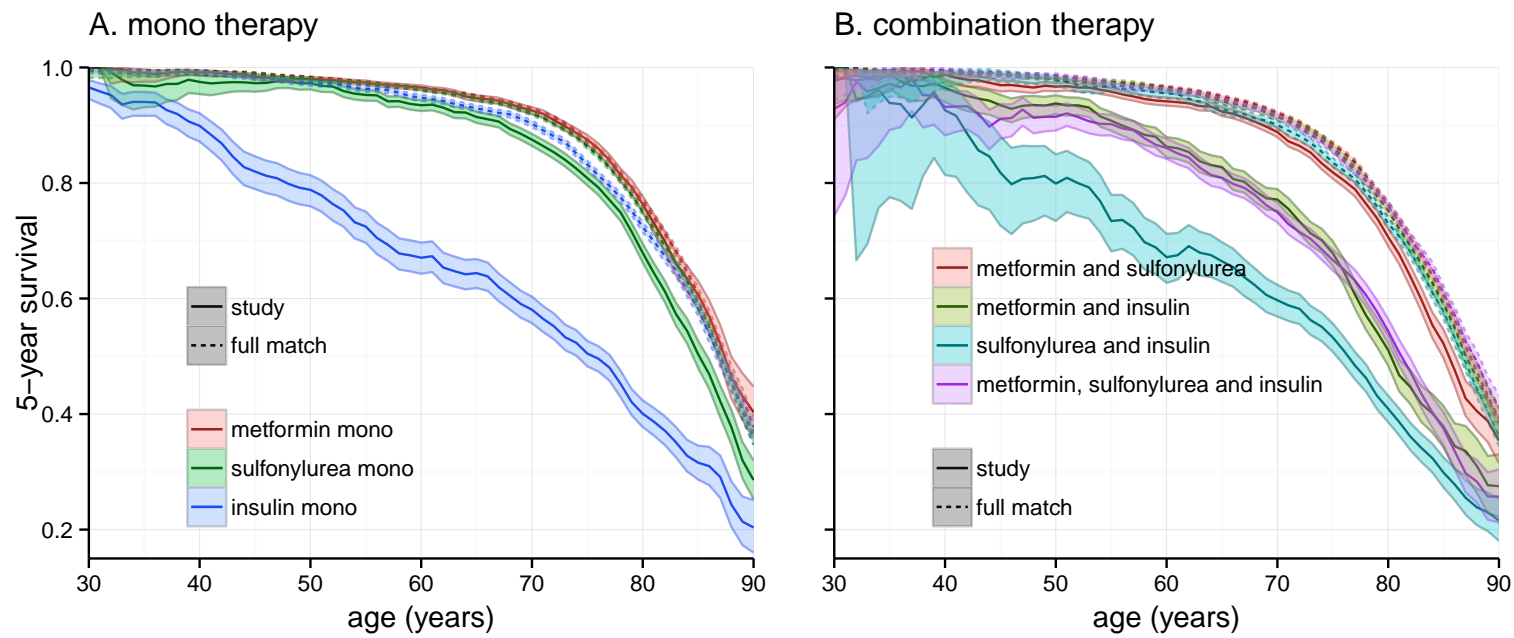 A. mono therapy
5−year survival
1.0
0.8
0.6
0.4
0.2
study
full match
metformin mono
sulfonylurea mono
insulin mono
30 40 50 60 70 80 90
age (years)
B. combination therapy
metformin and sulfonylurea
metformin and insulin
sulfonylurea and insulin
metformin, sulfonylurea and insulin
study
full match
30 40 50 60 70 80 90
age (years)